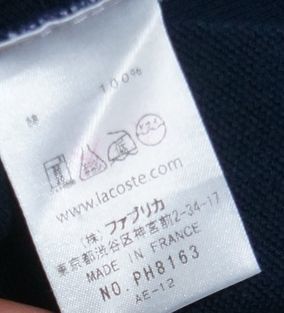 綿 100%
www.lacoste.com
(株) ファブリカ
東京都渋谷区神宮前2-34-17
MADE IN FRANCE
NO. PH8163
AE-12